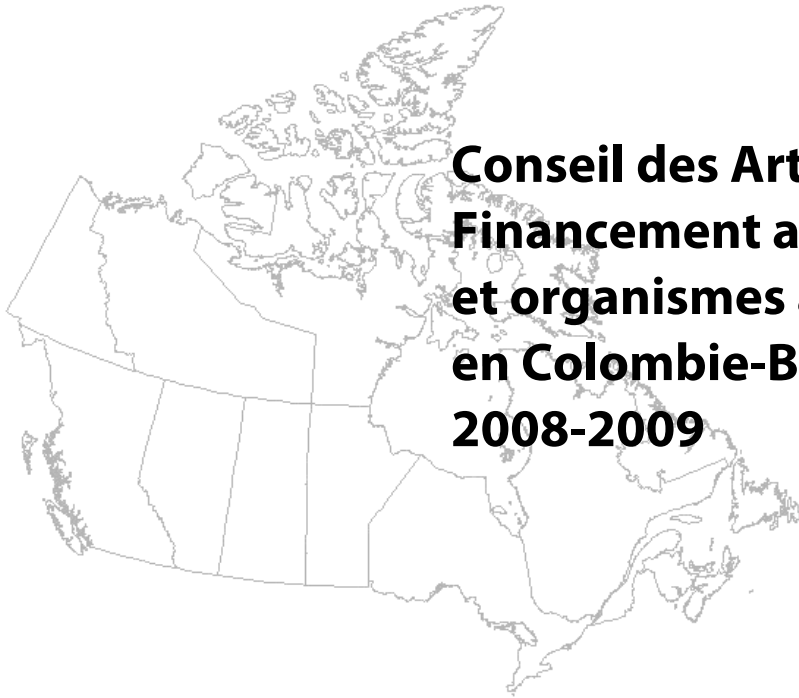 Conseil des Art
Financement a
et organismes
en Colombie-B
2008-2009